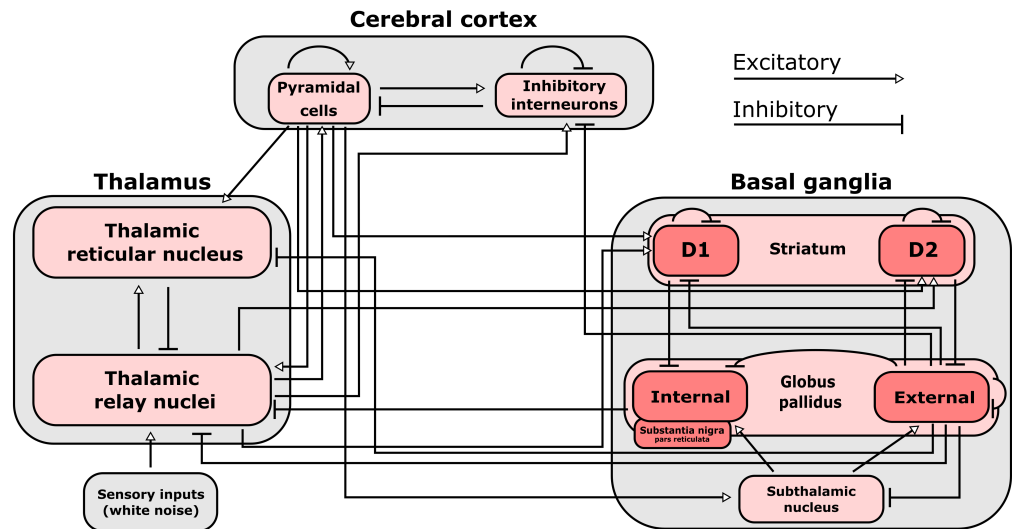 Cerebral cortex
Pyramidal
cells
Inhibitory
interneurons
Excitatory
Inhibitory
Thalamus
Thalamic
reticular nucleus
Thalamic
relay nuclei
Sensory inputs
(white noise)
Basal ganglia
D1
Striatum
D2
Internal
Globus
pallidus
External
Substantia nigra
pars reticulata
Subthalamic
nucleus